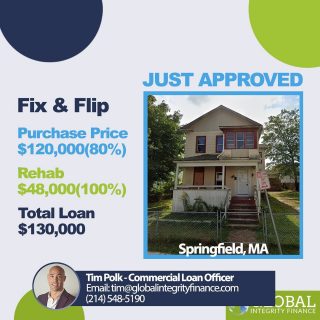 JUST APPROVED
Fix & Flip
Purchase Price
$120,000(80%)
Rehab
$48,000(100%)
Total Loan
$130,000
Springfield, MA
Tim Polk - Commercial Loan Officer
Email: tim@globalintegrityfinance.com
(214) 548-5190
GLOBAL
INTEGRITY FINANCE